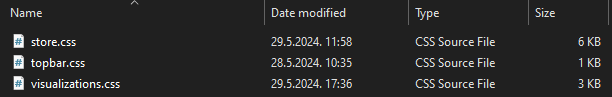 Name Date modified Type Size
store.css 29.5.2024. 11:58 CSS Source File 6 KB
topbar.css 28.5.2024. 10:35 CSS Source File 1 KB
visualizations.css 29.5.2024. 17:36 CSS Source File 3 KB